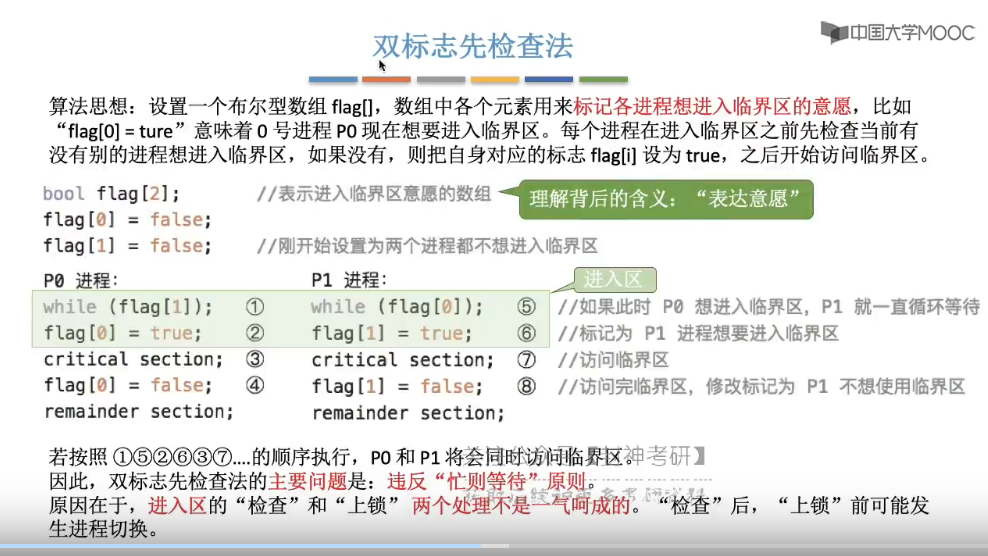 中国大学MOOC
双标志先检查法
算法思想：设置一个布尔型数组 flag[]，数组中各个元素用来标记各进程想进入临界区的意愿，比如
“flag[0] = ture”意味着 0 号进程 P0 现在想要进入临界区。每个进程在进入临界区之前先检查当前有
没有别的进程想进入临界区，如果没有，则把自身对应的标志 flag[i] 设为 true，之后开始访问临界区。
bool flag[2]; //表示进入临界区意愿的数组
理解背后的含义：“表达意愿”
flag[0] = false;
flag[1] = false; //刚开始设置为两个进程都不想进入临界区
P0 进程： P1 进程： 进入区
while (flag[1]); ① while (flag[0]); ⑤ //如果此时 P0 想进入临界区，P1 就一直循环等待
flag[0] = true; ② flag[1] = true; ⑥ //标记为 P1 进程想要进入临界区
critical section; ③ critical section; ⑦ //访问临界区
flag[0] = false; ④ flag[1] = false; ⑧ //访问完临界区，修改标记为 P1 不想使用临界区
remainder section; remainder section;
若按照 ①⑤②⑥③⑦....的顺序执行，P0 和 P1 将会同时访问临界区。
因此，双标志先检查法的主要问题是：违反“忙则等待”原则。
原因在于，进入区的“检查”和“上锁” 两个处理不是一气呵成的。“检查”后，“上锁”前可能发
生进程切换。